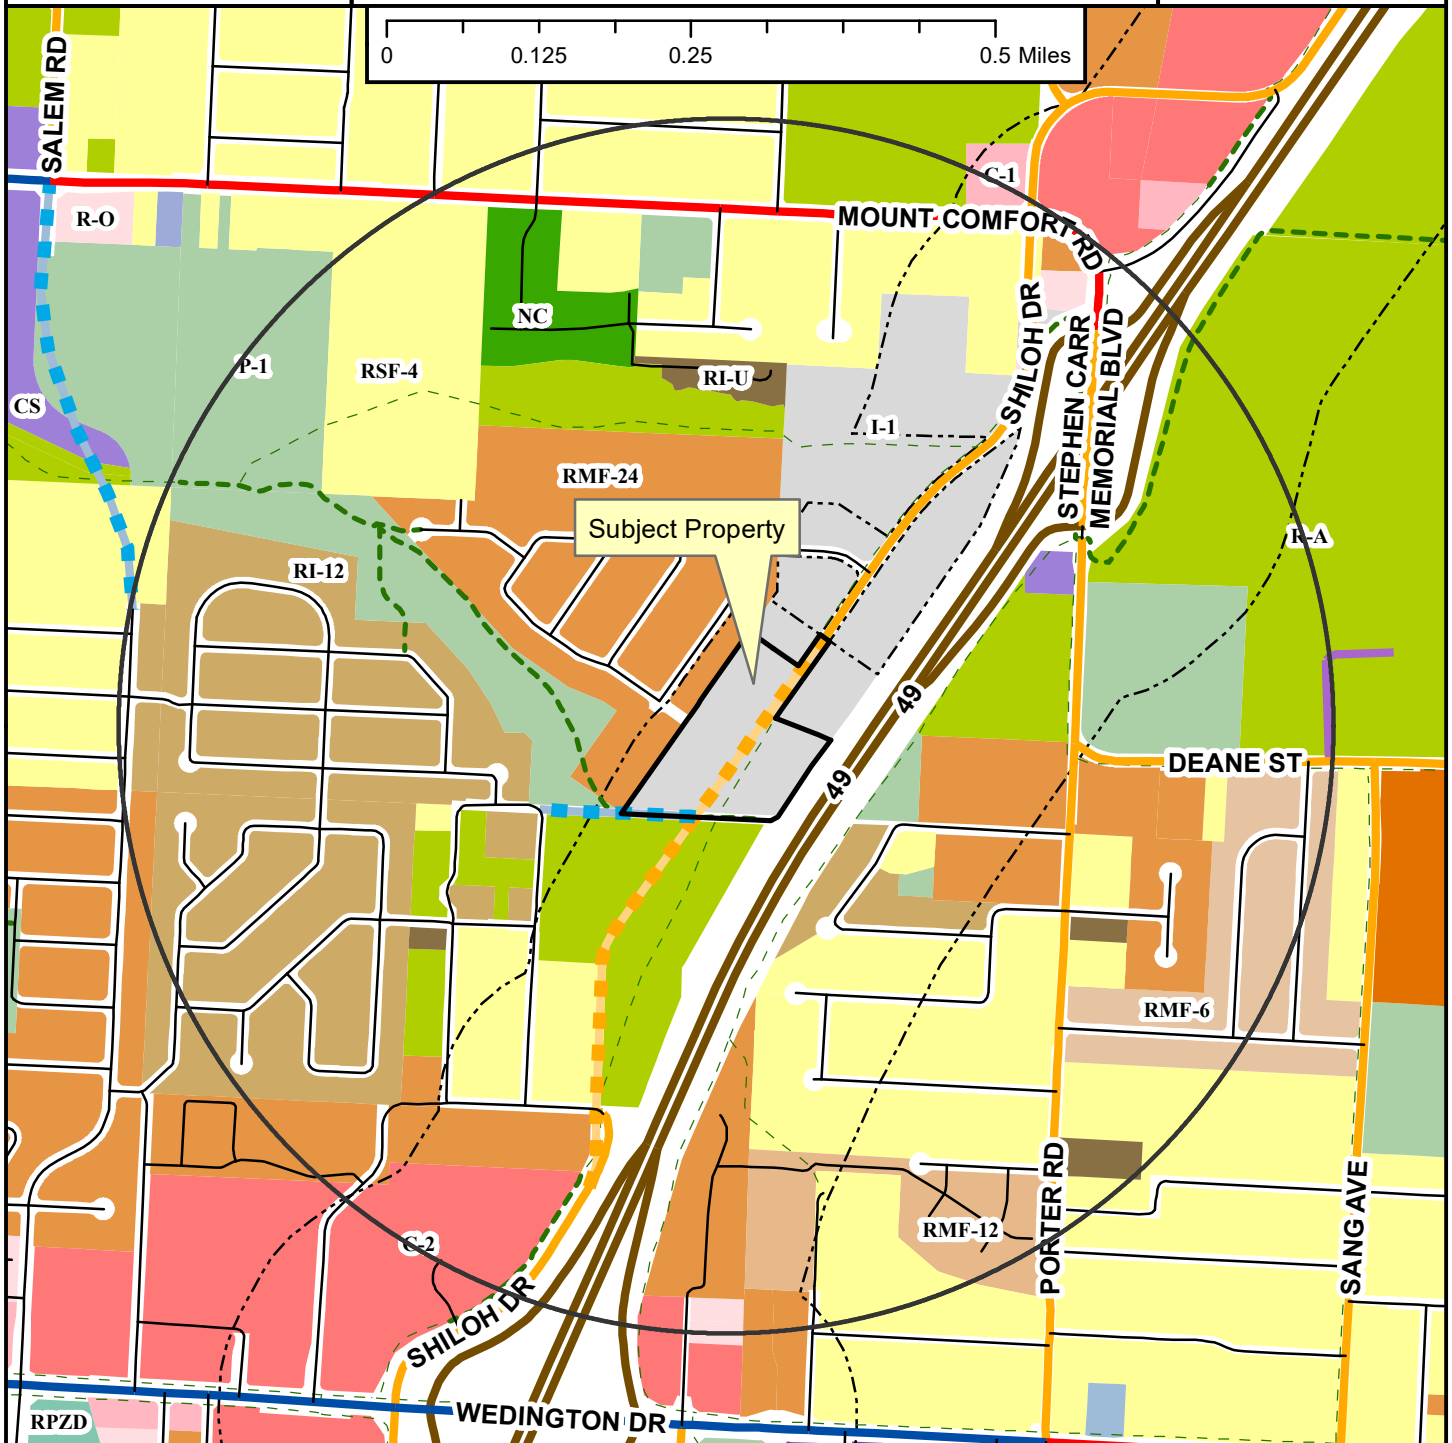 0 0.125 0.25 0.5 Miles
SALEM RD
C-1
R-O
MOUNT COMFORT RD
NC
SHILOH DR
P-1
RSF-4
RI-U
STEPHEN CARR
MEMORIAL BLVD
CS
I-1
RMF-24
Subject Property
R-A
RI-12
49
49
DEANE ST
RMF-6
PORTER RD
SANG AVE
RMF-12
C-2
SHILOH DR
WEDINGTON DR
RPZD